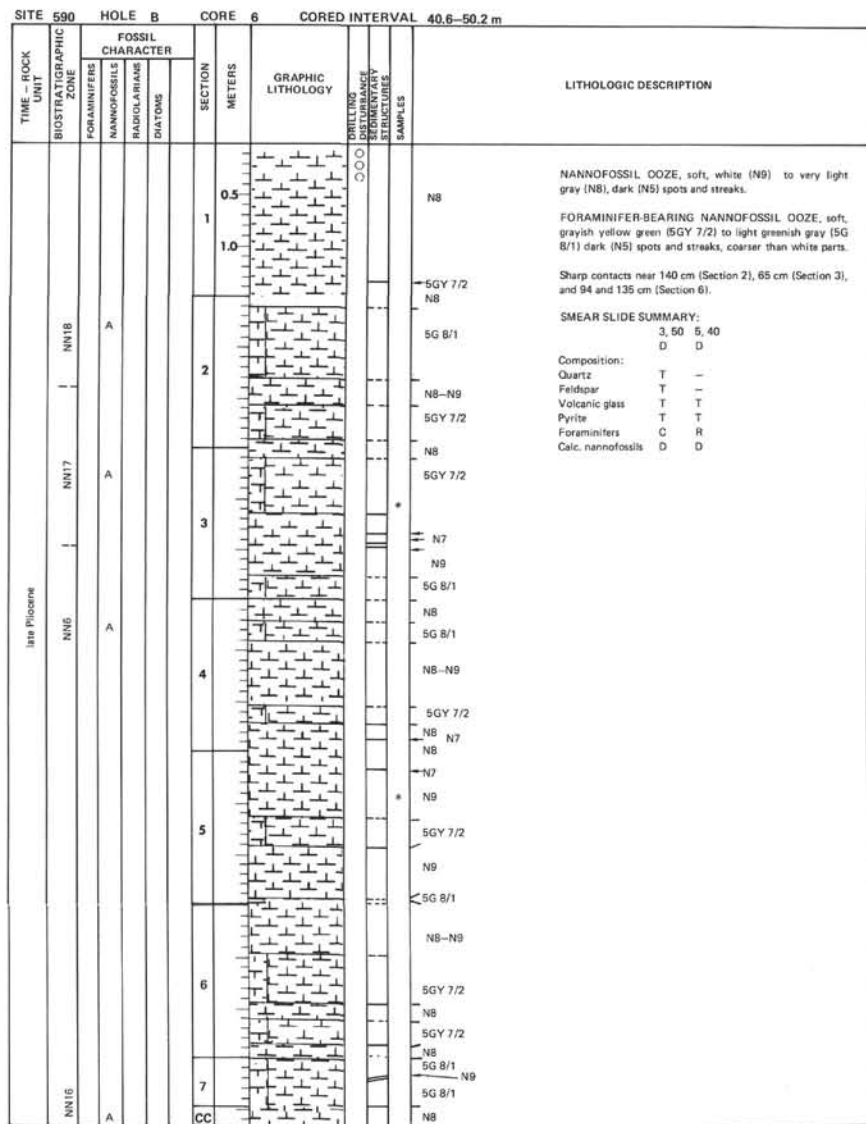 SITE 590 HOLE B CORE 6 CORED INTERVAL 40.6–50.2 m
TIME – ROCK UNIT
BIOSTRATIGRAPHIC ZONE
FOSSIL CHARACTER
FORAMINIFERS
NANNOFOSSILS
RADIOLARIANS
DIATOMS
SECTION
METERS
GRAPHIC LITHOLOGY
DRILLING DISTURBANCE
SEDIMENTARY STRUCTURES
SAMPLES
LITHOLOGIC DESCRIPTION
late Pliocene
NN18
NN17
NN6
NN16
A
A
A
A
1
0.5
1.0
2
3
4
5
6
7
CC
*
*
N8
5GY 7/2
N8
5G 8/1
N8–N9
5GY 7/2
N8
5GY 7/2
N7
N9
5G 8/1
N8
5G 8/1
N8–N9
5GY 7/2
N8
N7
N8
N7
N9
5GY 7/2
N9
5G 8/1
N8–N9
5GY 7/2
N8
5GY 7/2
N8
5G 8/1
N9
5G 8/1
N8
NANNOFOSSIL OOZE, soft, white (N9) to very light
gray (N8), dark (N5) spots and streaks.
FORAMINIFER-BEARING NANNOFOSSIL OOZE, soft,
grayish yellow green (5GY 7/2) to light greenish gray (5G
8/1) dark (N5) spots and streaks, coarser than white parts.
Sharp contacts near 140 cm (Section 2), 65 cm (Section 3),
and 94 and 135 cm (Section 6).
SMEAR SLIDE SUMMARY:
3, 50 5, 40
D D
Composition:
Quartz T –
Feldspar T –
Volcanic glass T T
Pyrite T T
Foraminifers C R
Calc. nannofossils D D